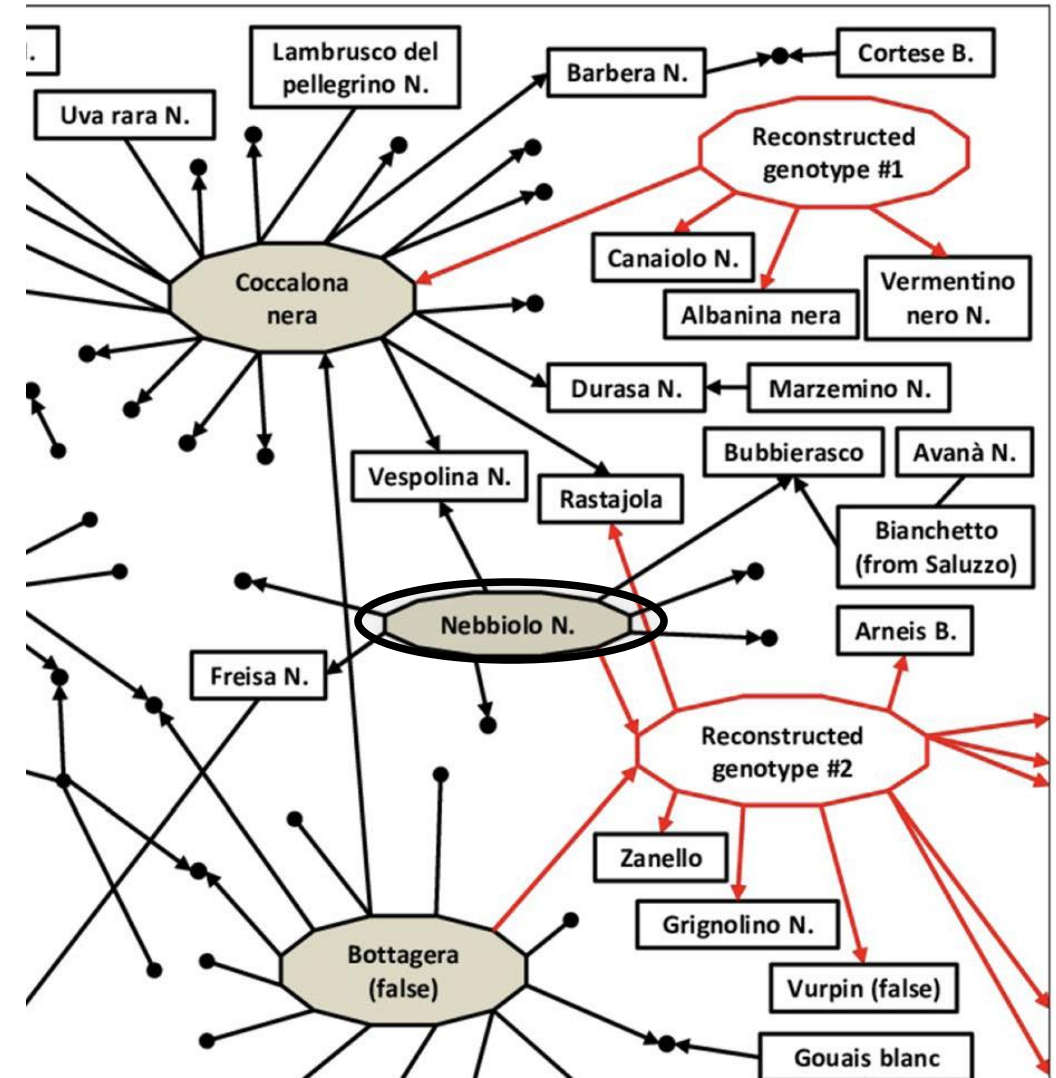 Lambrusco del
pellegrino N.
Uva rara N.
Barbera N.
Cortese B.
Reconstructed
genotype #1
Canaiolo N.
Albanina nera
Vermentino
nero N.
Coccalona
nera
Durasa N.
Marzemino N.
Bubbierasco
Avanà N.
Vespolina N.
Rastajola
Bianchetto
(from Saluzzo)
Nebbiolo N.
Arneis B.
Freisa N.
Reconstructed
genotype #2
Zanello
Grignolino N.
Bottagera
(false)
Vurpin (false)
Gouais blanc